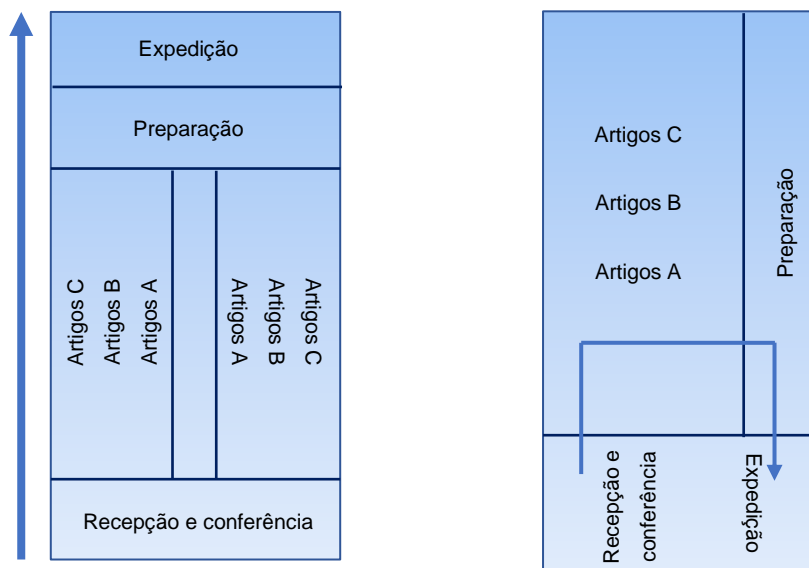 Expedição
Preparação
Artigos C
Artigos B
Artigos A
Artigos A
Artigos B
Artigos C
Recepção e conferência
Artigos C
Artigos B
Artigos A
Preparação
Recepção e
conferência
Expedição